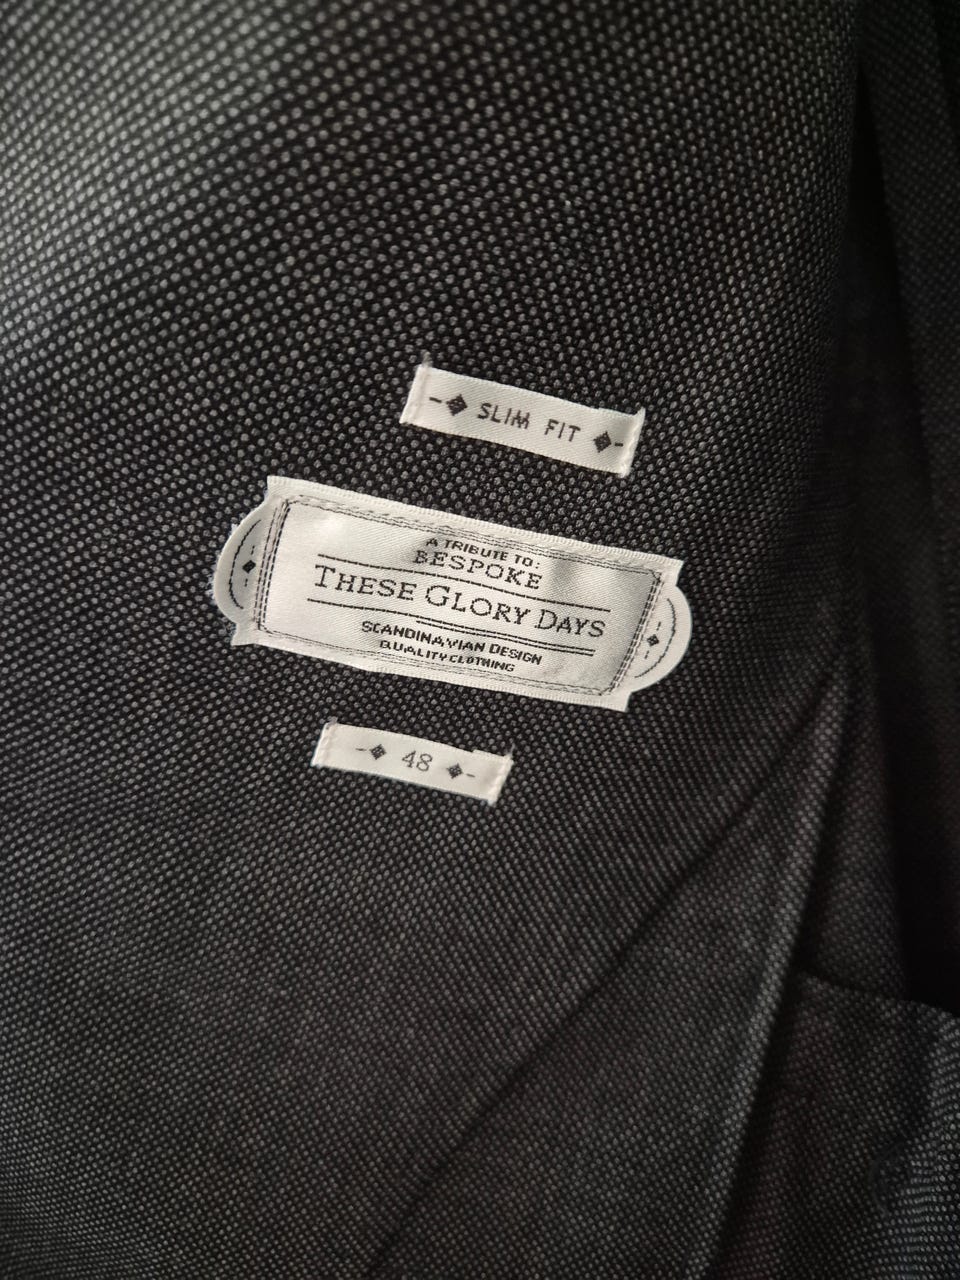 SLIM FIT
A TRIBUTE TO:
BESPOKE
THESE GLORY DAYS
SCANDINAVIAN DESIGN
QUALITY CLOTHING
48